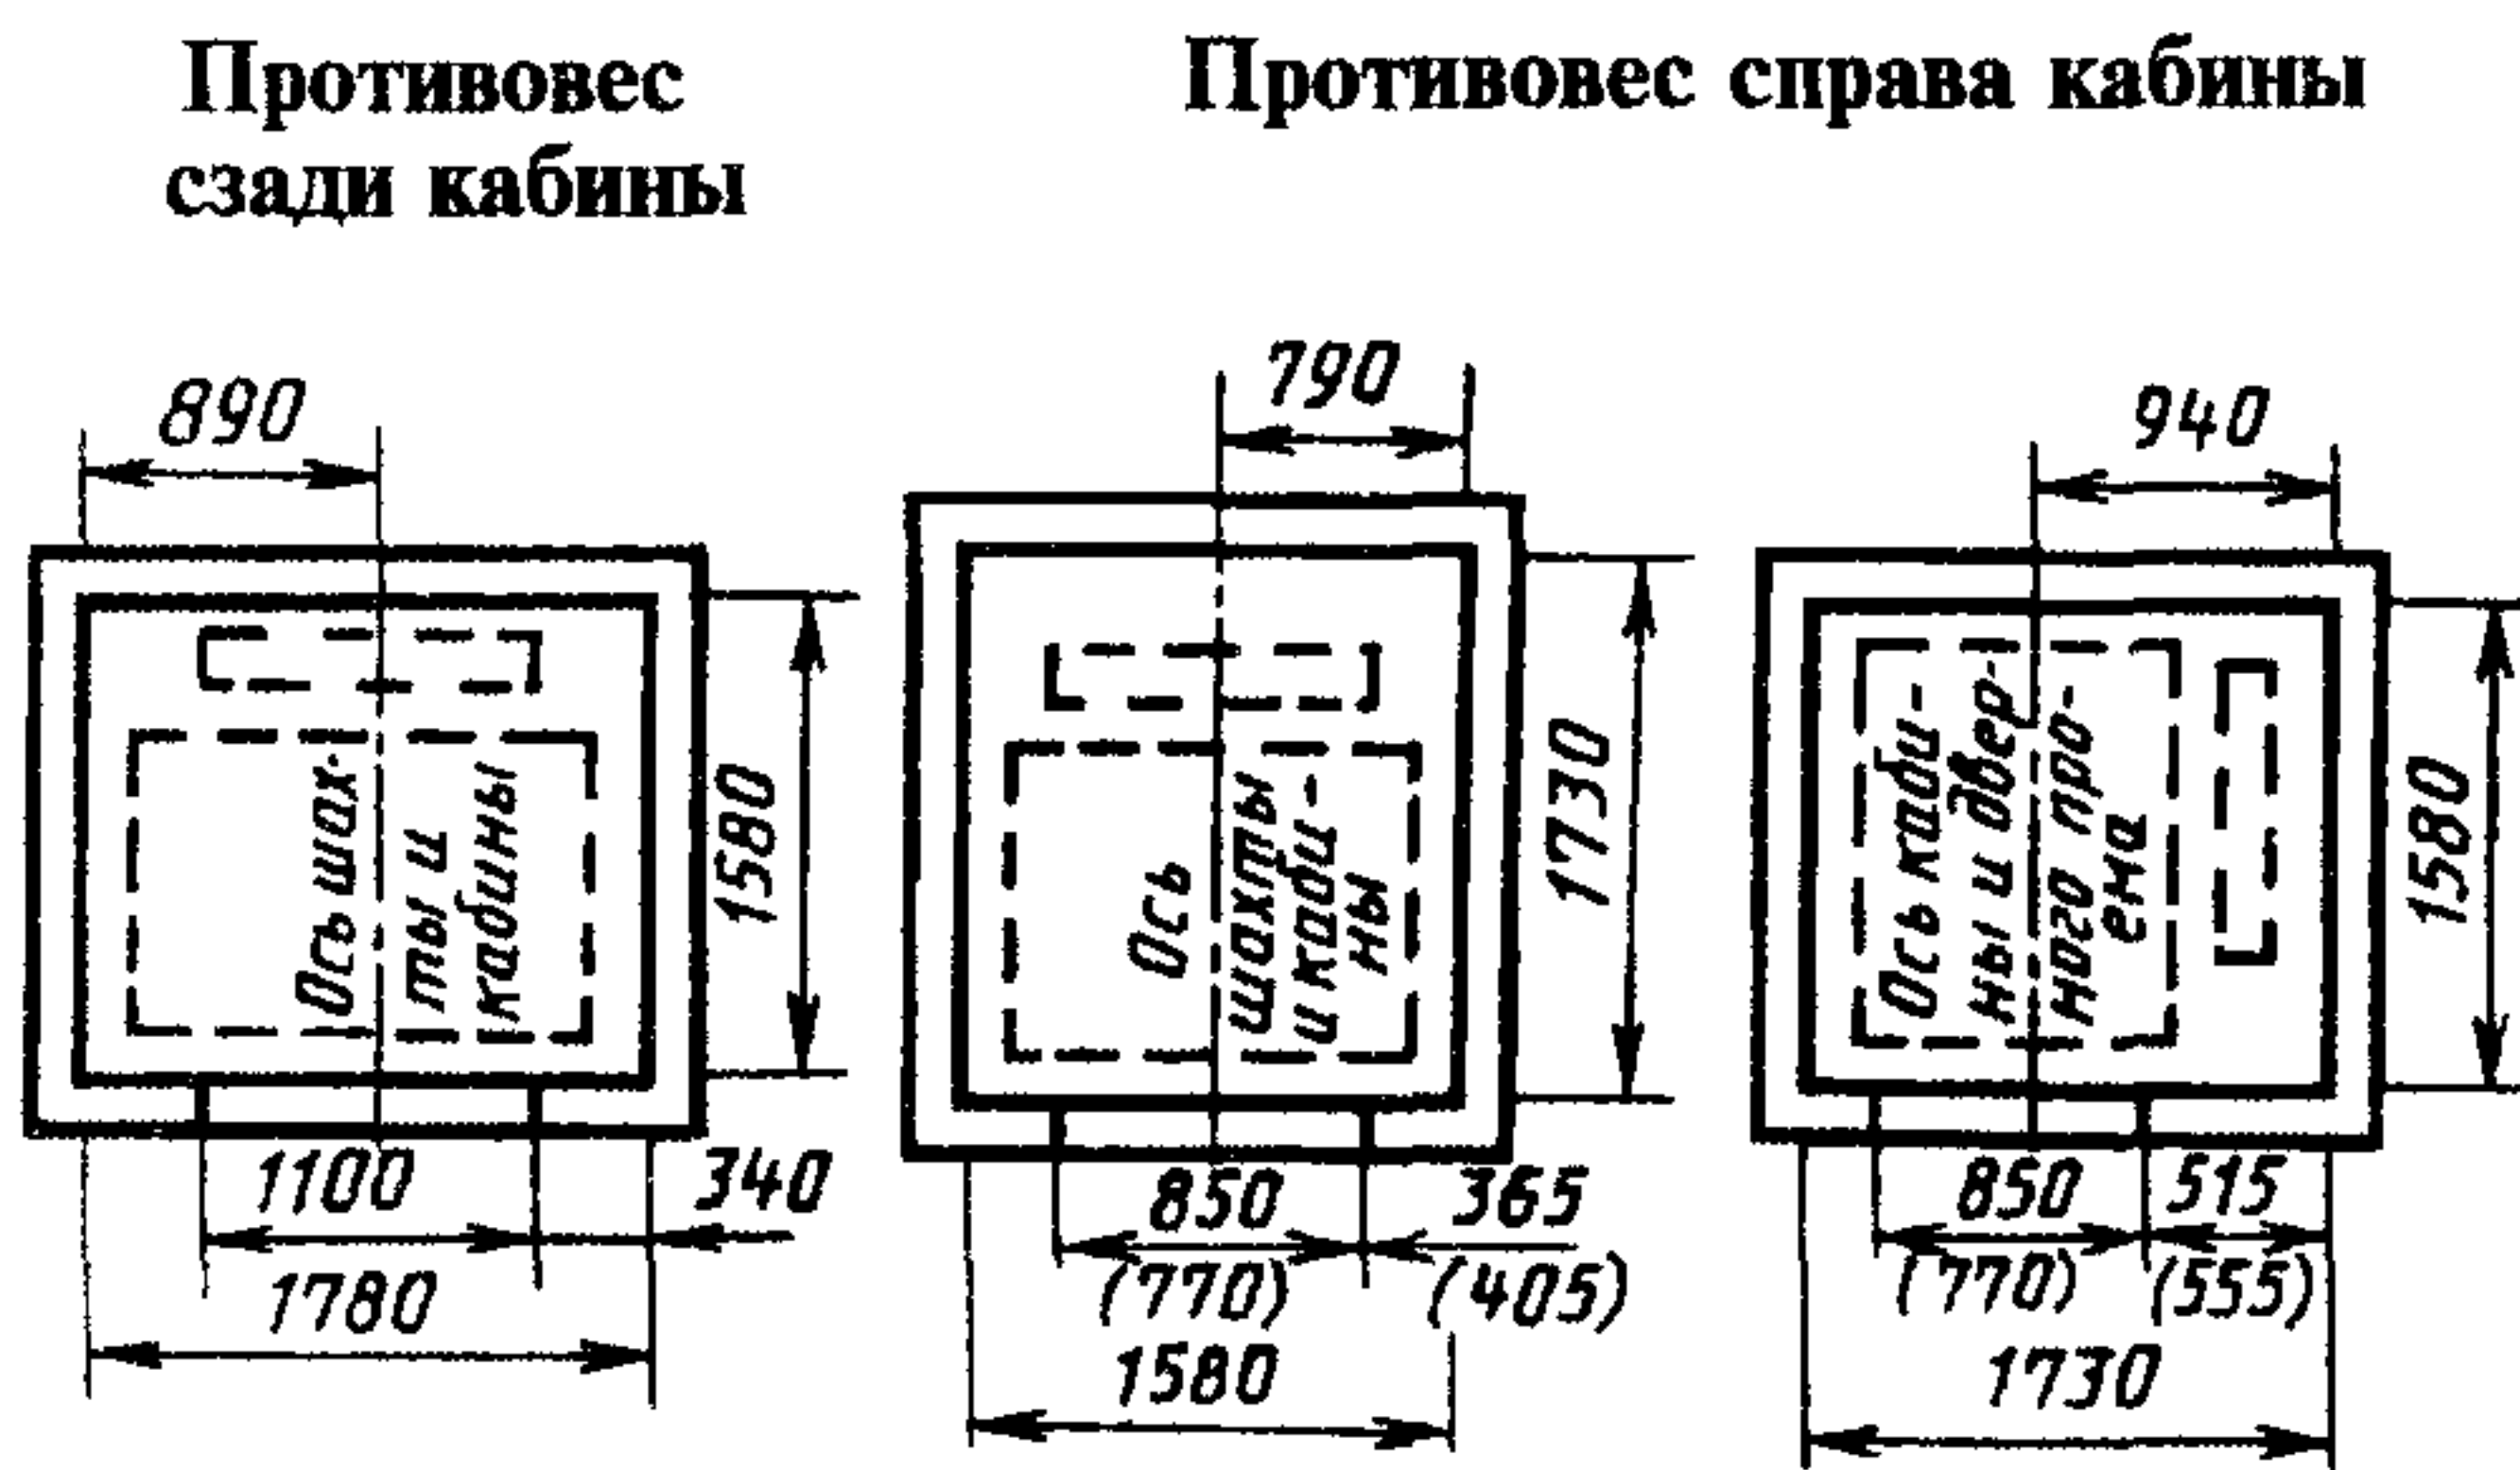 Противовес
сзади кабины
Противовес справа кабины
890
Ось шах-
ты и
кабины
1580
1100
340
1780
790
Ось
шахты
и каби-
ны
1730
850
365
(770)
(405)
1580
940
Ось каби-
ны и двер-
ного про-
ема
1580
850
515
(770)
(555)
1730